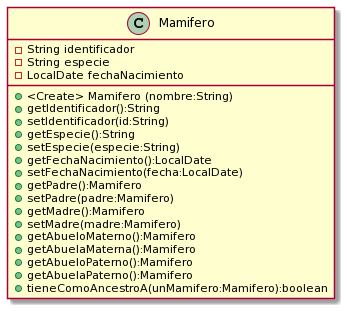 C Mamifero
String identificador
String especie
LocalDate fechaNacimiento
<Create> Mamifero (nombre:String)
getIdentificador():String
setIdentificador(id:String)
getEspecie():String
setEspecie(especie:String)
getFechaNacimiento():LocalDate
setFechaNacimiento(fecha:LocalDate)
getPadre():Mamifero
setPadre(padre:Mamifero)
getMadre():Mamifero
setMadre(madre:Mamifero)
getAbueloMaterno():Mamifero
getAbuelaMaterna():Mamifero
getAbueloPaterno():Mamifero
getAbuelaPaterno():Mamifero
tieneComoAncestroA(unMamifero:Mamifero):boolean